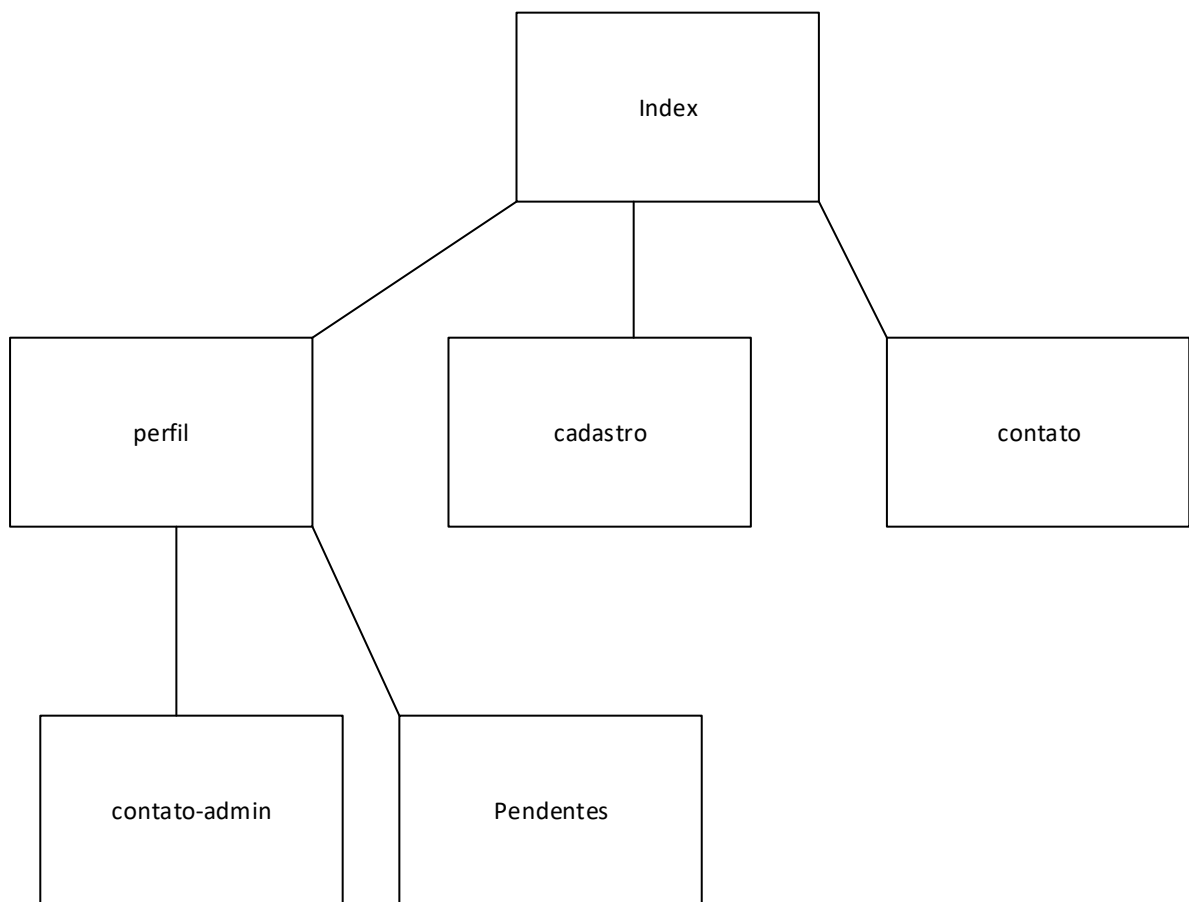 Index
perfil
cadastro
contato
contato-admin
Pendentes